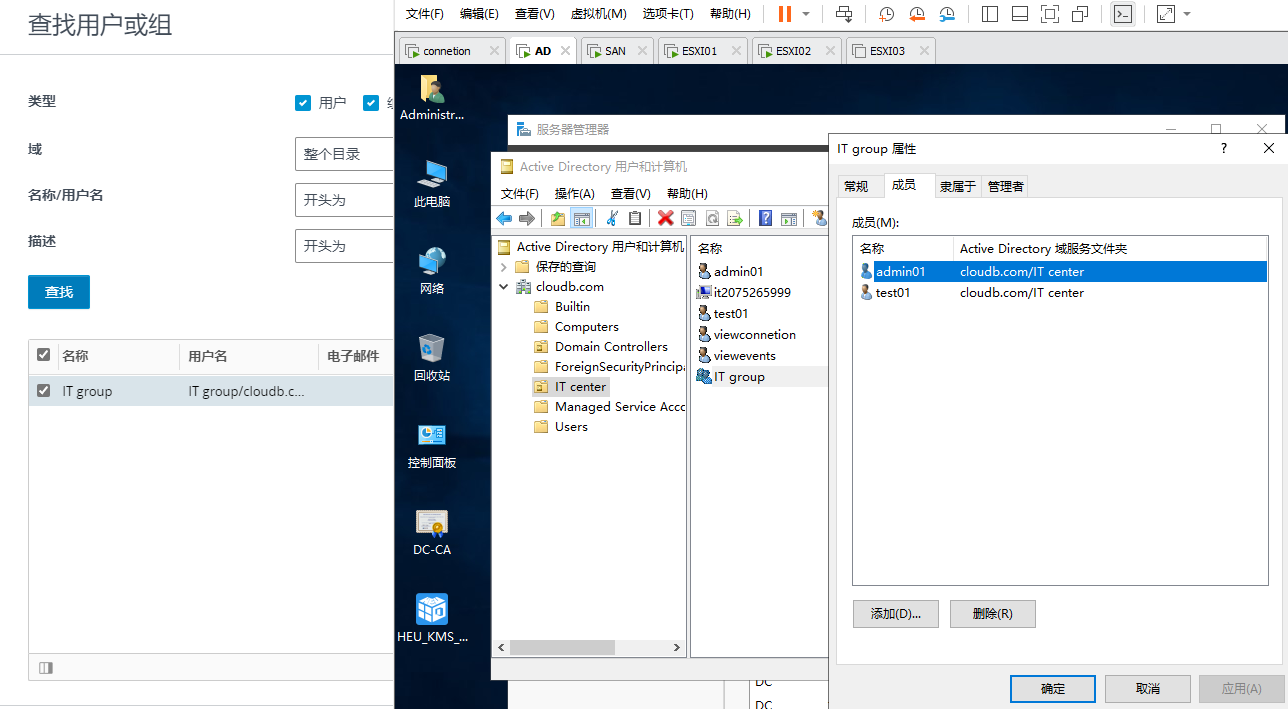 查找用户或组
类型
用户
域
整个目录
名称/用户名
开头为
描述
开头为
查找
名称 用户名 电子邮件
IT group IT group/cloudb.c...
文件(F) 编辑(E) 查看(V) 虚拟机(M) 选项卡(T) 帮助(H)
connetion AD SAN ESXI01 ESXI02 ESXI03
Administr...
此电脑
网络
回收站
控制面板
DC-CA
HEU_KMS_...
服务器管理器
Active Directory 用户和计算机
文件(F) 操作(A) 查看(V) 帮助(H)
Active Directory 用户和计算机
保存的查询
cloudb.com
Builtin
Computers
Domain Controllers
ForeignSecurityPrincipa
IT center
Managed Service Acco
Users
名称
admin01
it2075265999
test01
viewconnetion
viewevents
IT group
DC
DC
IT group 属性
常规 成员 隶属于 管理者
成员(M):
名称 Active Directory 域服务文件夹
admin01 cloudb.com/IT center
test01 cloudb.com/IT center
添加(D)... 删除(R)
确定 取消 应用(A)